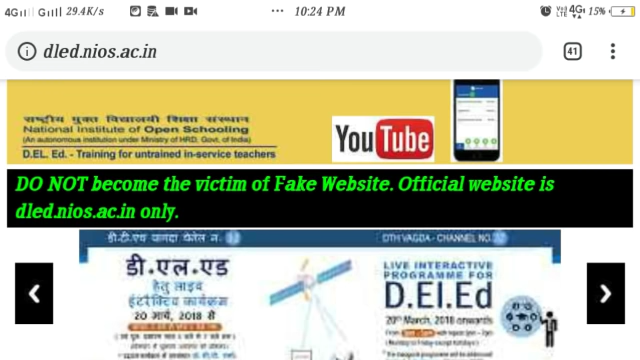 4G 4G 29.4K/s ... 10:24 PM 4G 15%
dled.nios.ac.in 41
राष्ट्रीय मुक्त विद्यालयी शिक्षा संस्थान
National Institute of Open Schooling
(An autonomous institution under Ministry of HRD, Govt. of India)
D.EL. Ed. - Training for untrained in-service teachers
YouTube
DO NOT become the victim of Fake Website. Official website is
dled.nios.ac.in only.
डी.टी.एच वागदा चैनल न.
DTH VAGDA - CHANNEL NO.
डी.एल.एड
हेतु लाइव
इंटरैक्टिव कार्यक्रम
20 मार्च, 2018 से
LIVE INTERACTIVE
PROGRAMME FOR
D.El.Ed
20th March, 2018 onwards